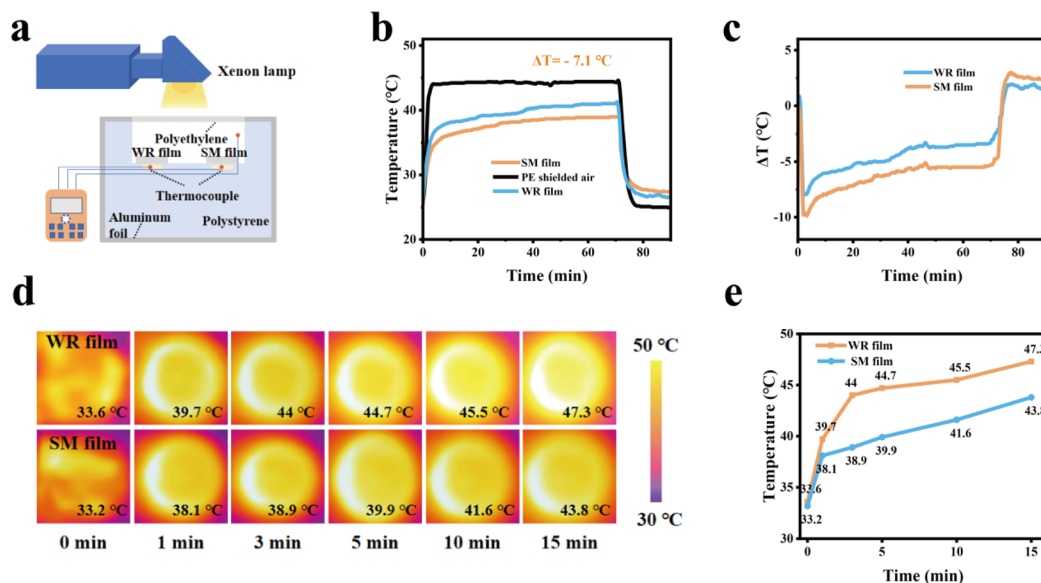 a
Xenon lamp
Polyethylene
WR film SM film
Thermocouple
Aluminum
foil
Polystyrene
b
ΔT= - 7.1 °C
Temperature (°C)
50
40
30
20
SM film
PE shielded air
WR film
0 20 40 60 80
Time (min)
c
ΔT (°C)
5
0
-5
-10
WR film
SM film
0 20 40 60 80
Time (min)
d
WR film
33.6 °C 39.7 °C 44 °C 44.7 °C 45.5 °C 47.3 °C
SM film
33.2 °C 38.1 °C 38.9 °C 39.9 °C 41.6 °C 43.8 °C
0 min 1 min 3 min 5 min 10 min 15 min
50 °C
30 °C
e
Temperature (°C)
50
45
40
35
30
WR film
SM film
33.6
39.7
44
44.7
45.5
33.2
38.1
38.9
39.9
41.6
0 5 10 15
Time (min)